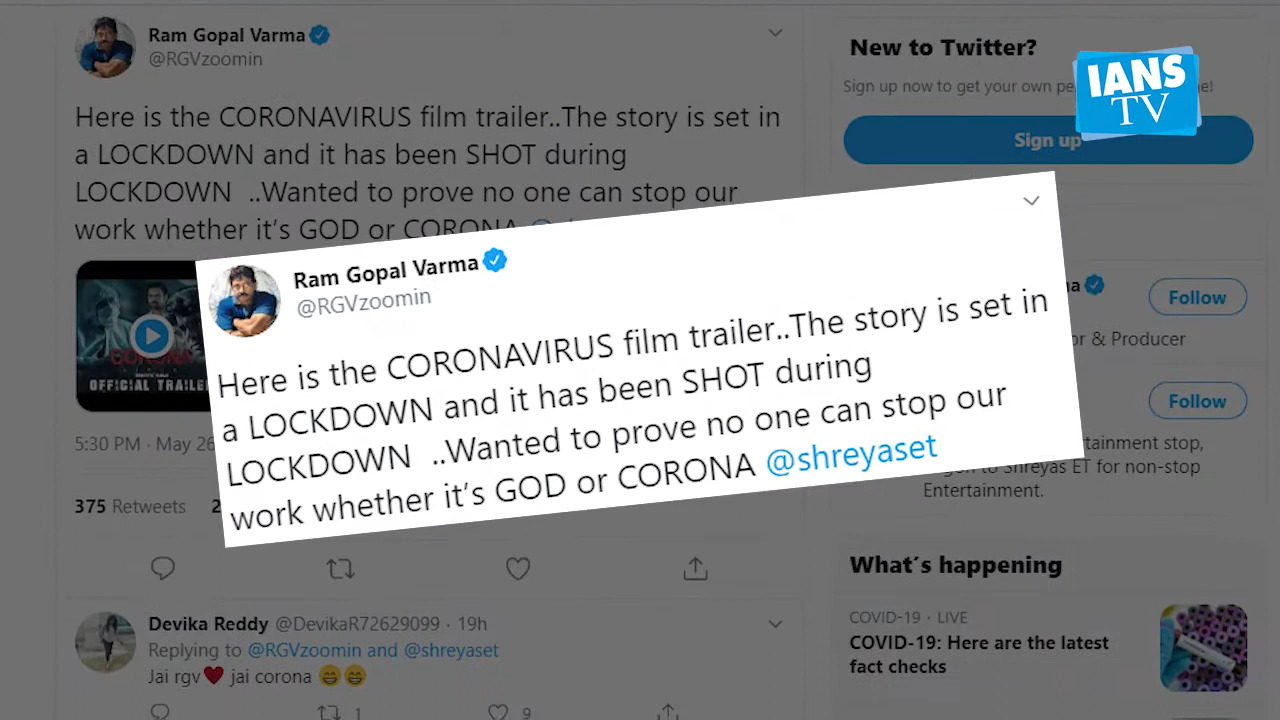 Ram Gopal Varma
@RGVzoomin
Here is the CORONAVIRUS film trailer..The story is set in
a LOCKDOWN and it has been SHOT during
LOCKDOWN ..Wanted to prove no one can stop our
work whether it's GOD or CORONA
OFFICIAL TRAILE
5:30 PM · May 26
375 Retweets
Ram Gopal Varma
@RGVzoomin
Here is the CORONAVIRUS film trailer..The story is set in
a LOCKDOWN and it has been SHOT during
LOCKDOWN ..Wanted to prove no one can stop our
work whether it's GOD or CORONA @shreyaset
Devika Reddy @DevikaR72629099 · 19h
Replying to @RGVzoomin and @shreyaset
Jai rgv❤ jai corona 😁😁
1
9
New to Twitter?
Sign up now to get your own
IANS
TV
Sign up
Follow
& Producer
Follow
stop,
to Shreyas ET for non-stop
Entertainment.
What's happening
COVID-19 · LIVE
COVID-19: Here are the latest
fact checks